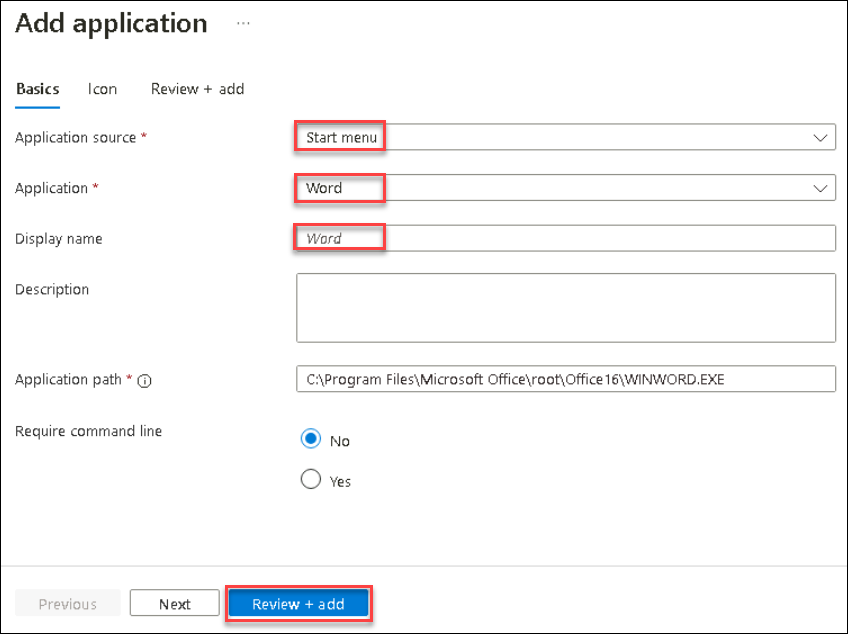 Add application ...
Basics Icon Review + add
Application source * Start menu
Application * Word
Display name Word
Description
Application path * C:\Program Files\Microsoft Office\root\Office16\WINWORD.EXE
Require command line
No
Yes
Previous Next Review + add